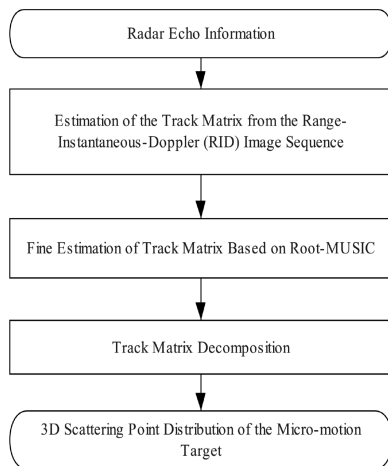 Radar Echo Information
Estimation of the Track Matrix from the Range-
Instantaneous-Doppler (RID) Image Sequence
Fine Estimation of Track Matrix Based on Root-MUSIC
Track Matrix Decomposition
3D Scattering Point Distribution of the Micro-motion
Target